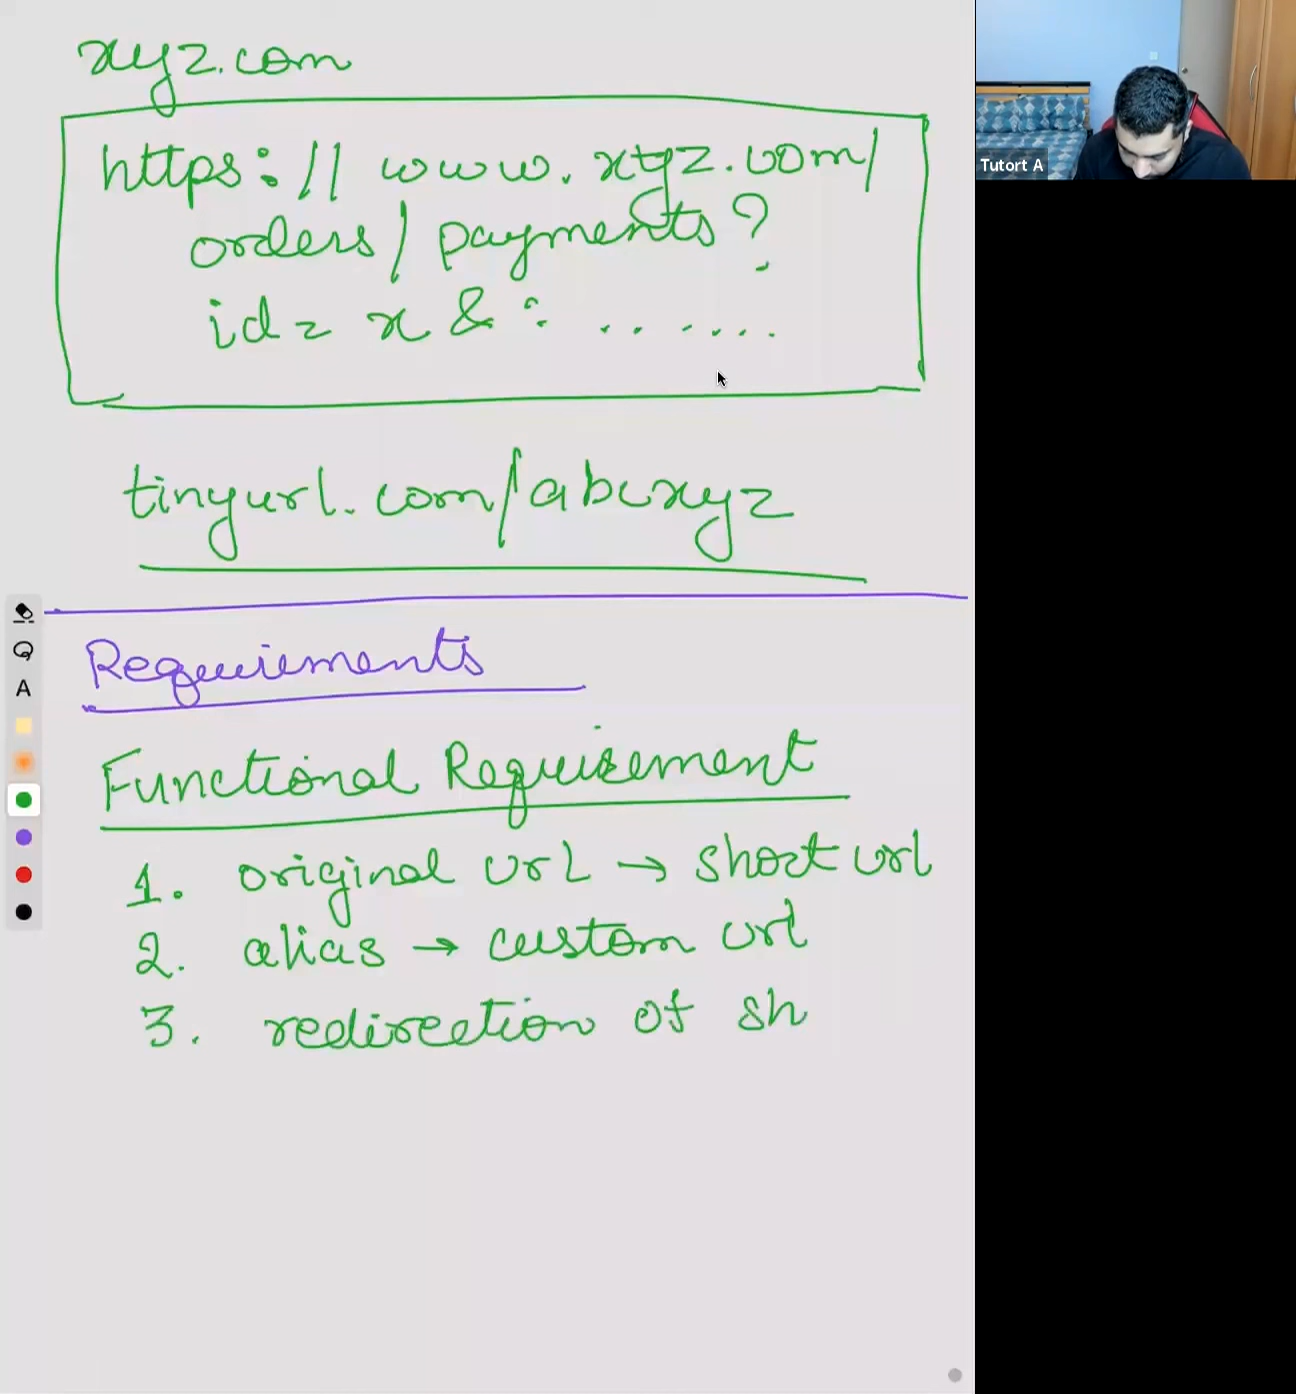 xyz.com
https:// www.xyz.com/
orders/payments?
id= x & : .. .....
tinyurl.com/abcxyz
Requirements
Functional Requirement
1. original url → short url
2. alias → custom url
3. redirection of sh
A
Tutort A